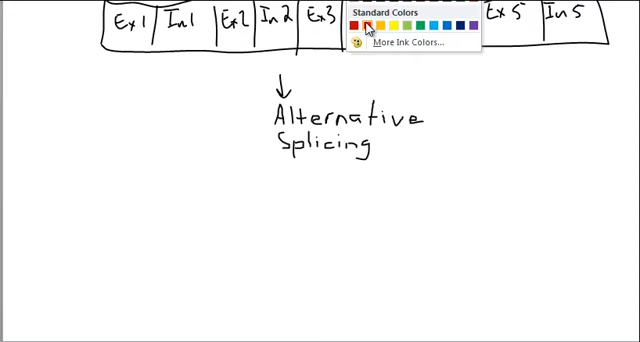 Ex1 In1 Ex2 In2 Ex3 Ex5 In5
Standard Colors
More Ink Colors...
Alternative
Splicing